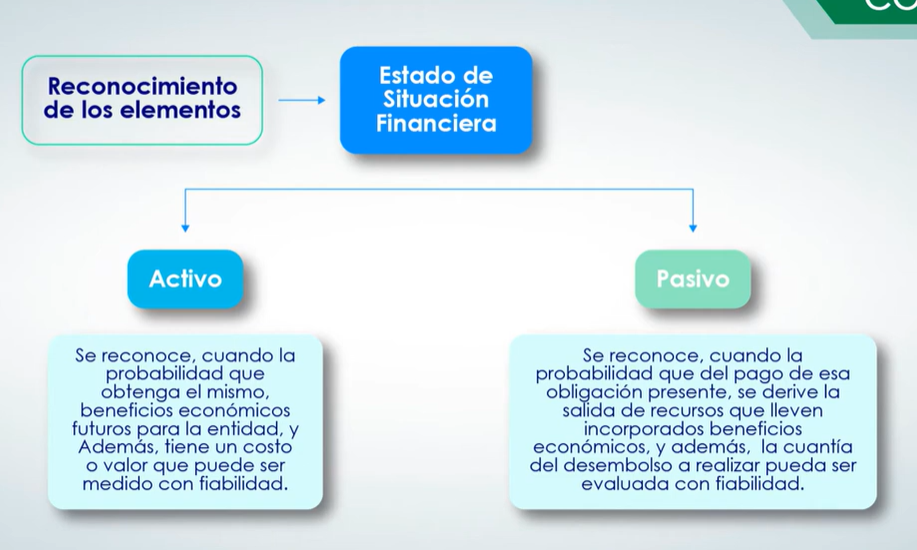 Reconocimiento
de los elementos
Estado de
Situación
Financiera
Activo
Pasivo
Se reconoce, cuando la
probabilidad que
obtenga el mismo,
beneficios económicos
futuros para la entidad, y
Además, tiene un costo
o valor que puede ser
medido con fiabilidad.
Se reconoce, cuando la
probabilidad que del pago de esa
obligación presente, se derive la
salida de recursos que lleven
incorporados beneficios
económicos, y además,  la cuantía
del desembolso a realizar pueda ser
evaluada con fiabilidad.